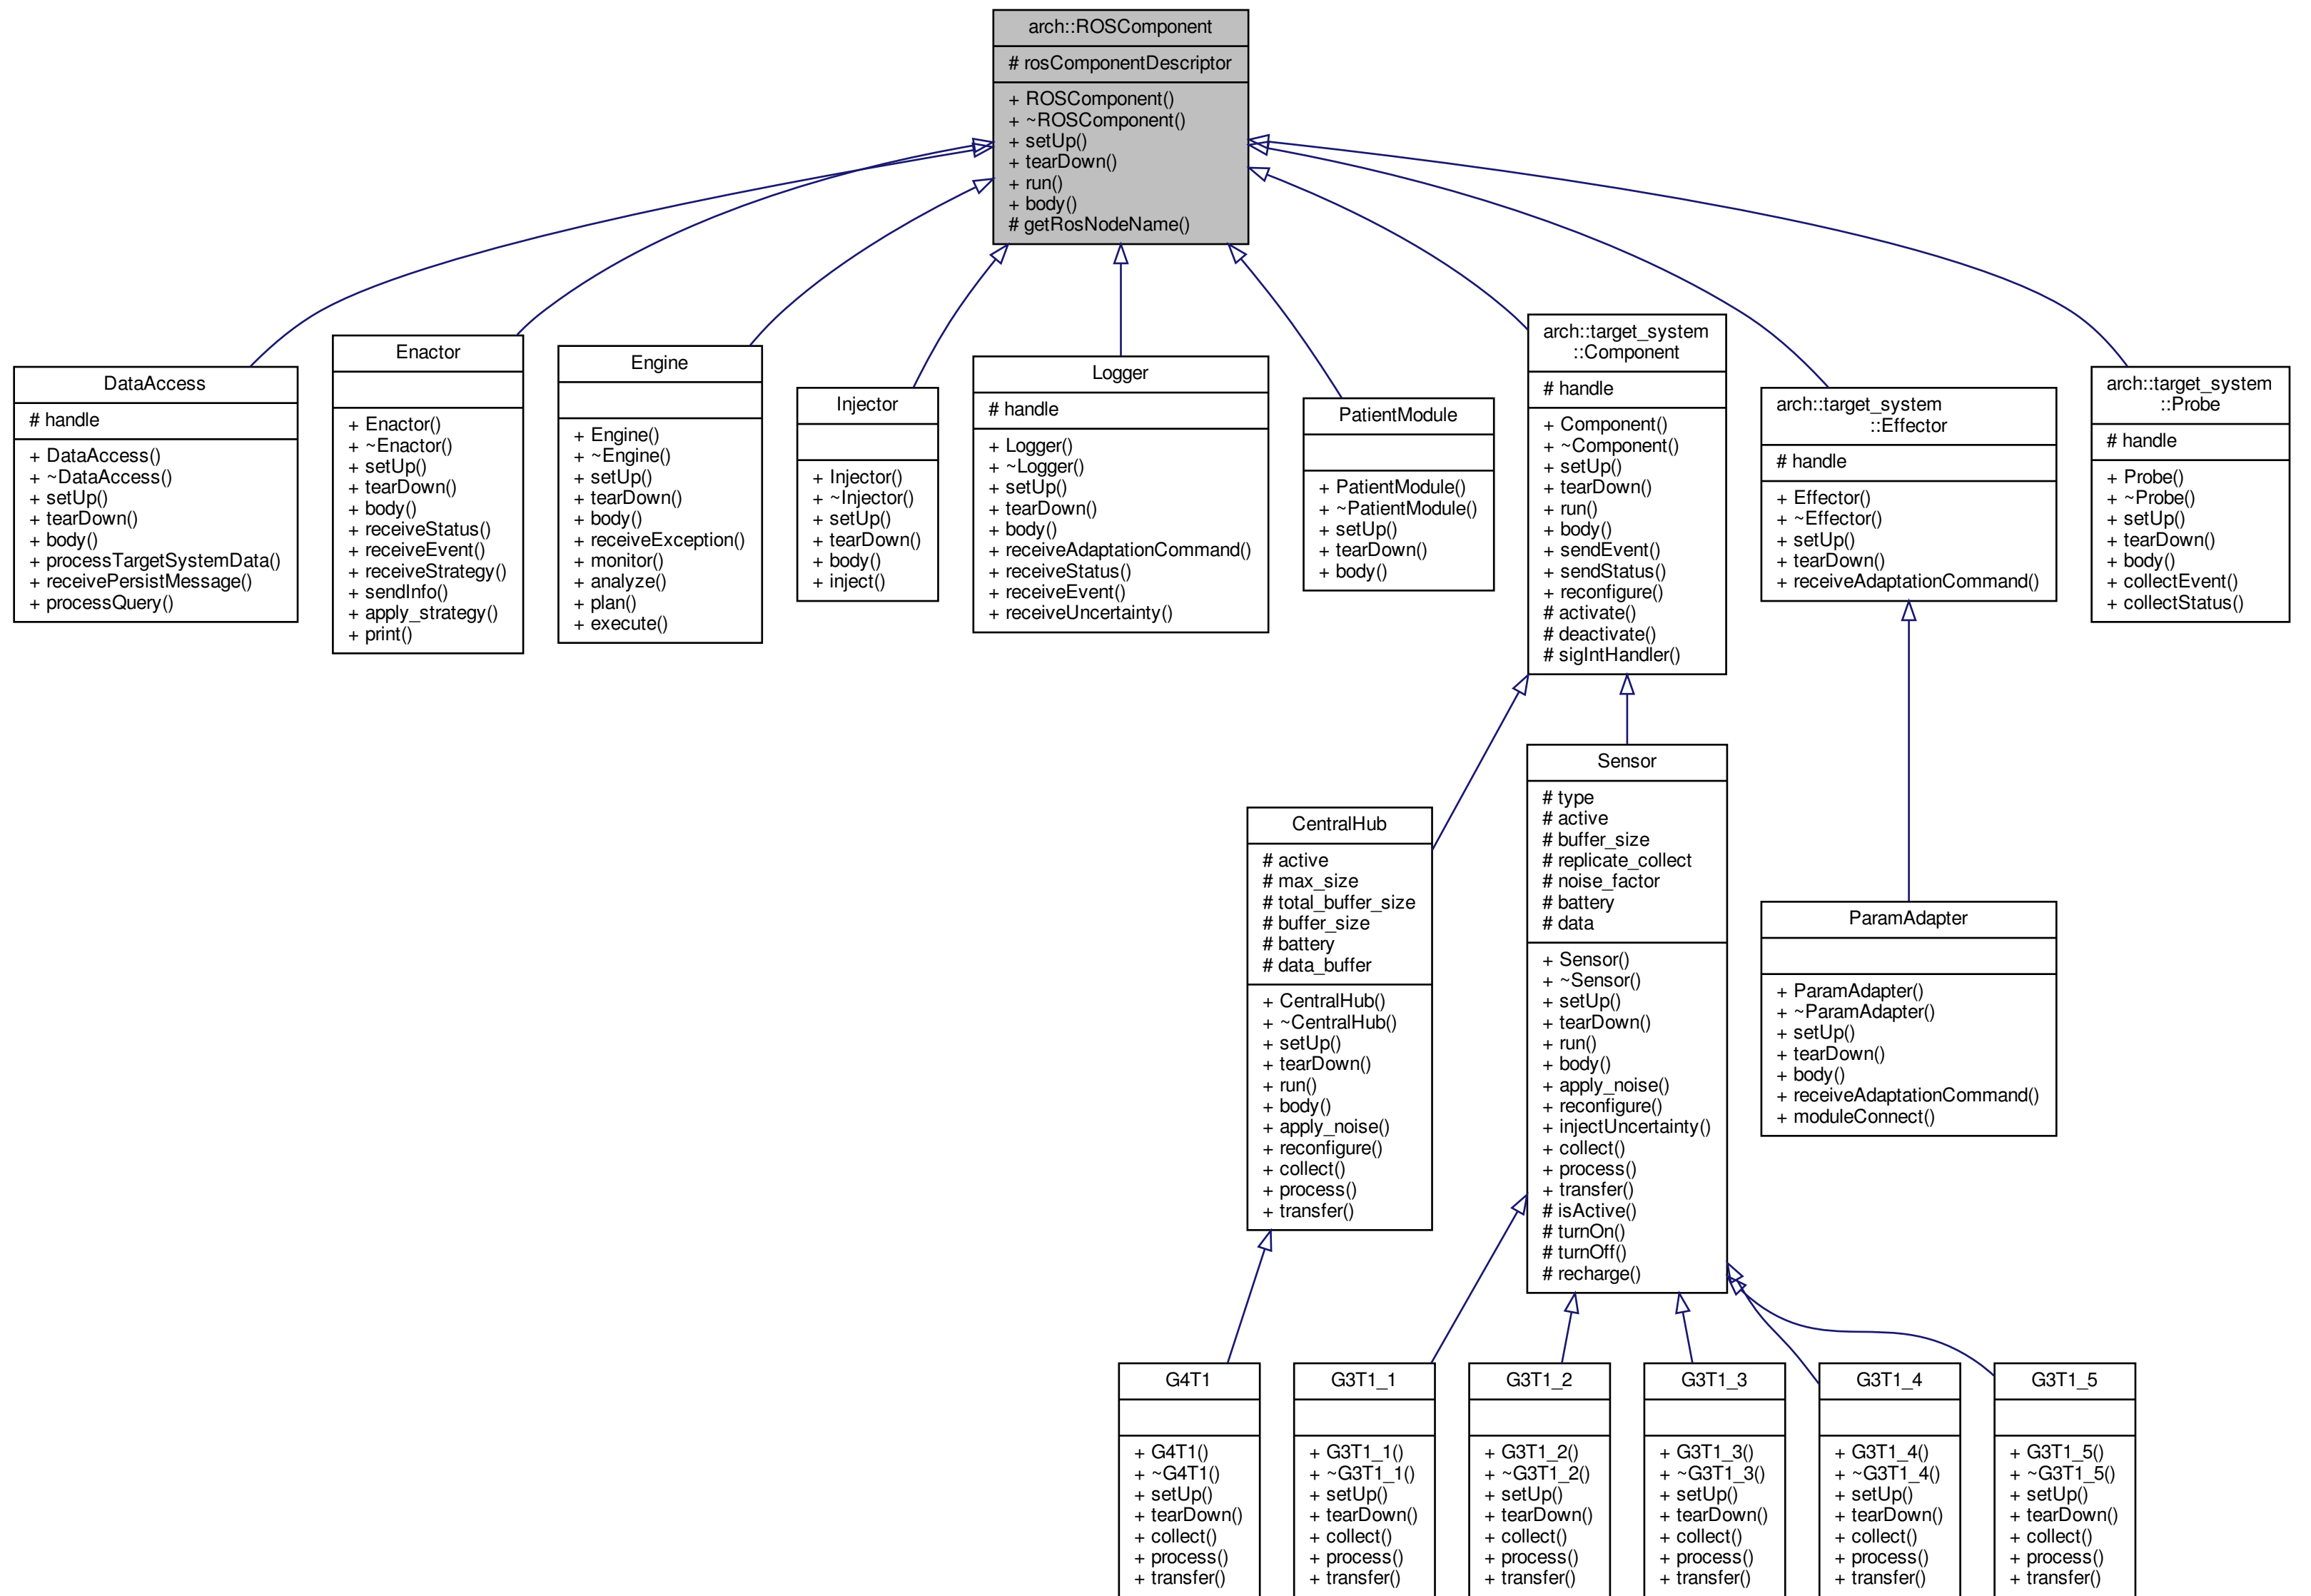 arch::ROSComponent
# rosComponentDescriptor
+ ROSComponent()
+ ~ROSComponent()
+ setUp()
+ tearDown()
+ run()
+ body()
# getRosNodeName()
DataAccess
# handle
+ DataAccess()
+ ~DataAccess()
+ setUp()
+ tearDown()
+ body()
+ processTargetSystemData()
+ receivePersistMessage()
+ processQuery()
Enactor
+ Enactor()
+ ~Enactor()
+ setUp()
+ tearDown()
+ body()
+ receiveStatus()
+ receiveEvent()
+ receiveStrategy()
+ sendInfo()
+ apply_strategy()
+ print()
Engine
+ Engine()
+ ~Engine()
+ setUp()
+ tearDown()
+ body()
+ receiveException()
+ monitor()
+ analyze()
+ plan()
+ execute()
Injector
+ Injector()
+ ~Injector()
+ setUp()
+ tearDown()
+ body()
+ inject()
Logger
# handle
+ Logger()
+ ~Logger()
+ setUp()
+ tearDown()
+ body()
+ receiveAdaptationCommand()
+ receiveStatus()
+ receiveEvent()
+ receiveUncertainty()
PatientModule
+ PatientModule()
+ ~PatientModule()
+ setUp()
+ tearDown()
+ body()
arch::target_system
::Component
# handle
+ Component()
+ ~Component()
+ setUp()
+ tearDown()
+ run()
+ body()
+ sendEvent()
+ sendStatus()
+ reconfigure()
# activate()
# deactivate()
# sigIntHandler()
arch::target_system
::Effector
# handle
+ Effector()
+ ~Effector()
+ setUp()
+ tearDown()
+ receiveAdaptationCommand()
arch::target_system
::Probe
# handle
+ Probe()
+ ~Probe()
+ setUp()
+ tearDown()
+ body()
+ collectEvent()
+ collectStatus()
CentralHub
# active
# max_size
# total_buffer_size
# buffer_size
# battery
# data_buffer
+ CentralHub()
+ ~CentralHub()
+ setUp()
+ tearDown()
+ run()
+ body()
+ apply_noise()
+ reconfigure()
+ collect()
+ process()
+ transfer()
Sensor
# type
# active
# buffer_size
# replicate_collect
# noise_factor
# battery
# data
+ Sensor()
+ ~Sensor()
+ setUp()
+ tearDown()
+ run()
+ body()
+ apply_noise()
+ reconfigure()
+ injectUncertainty()
+ collect()
+ process()
+ transfer()
# isActive()
# turnOn()
# turnOff()
# recharge()
ParamAdapter
+ ParamAdapter()
+ ~ParamAdapter()
+ setUp()
+ tearDown()
+ body()
+ receiveAdaptationCommand()
+ moduleConnect()
G4T1
+ G4T1()
+ ~G4T1()
+ setUp()
+ tearDown()
+ collect()
+ process()
+ transfer()
G3T1_1
+ G3T1_1()
+ ~G3T1_1()
+ setUp()
+ tearDown()
+ collect()
+ process()
+ transfer()
G3T1_2
+ G3T1_2()
+ ~G3T1_2()
+ setUp()
+ tearDown()
+ collect()
+ process()
+ transfer()
G3T1_3
+ G3T1_3()
+ ~G3T1_3()
+ setUp()
+ tearDown()
+ collect()
+ process()
+ transfer()
G3T1_4
+ G3T1_4()
+ ~G3T1_4()
+ setUp()
+ tearDown()
+ collect()
+ process()
+ transfer()
G3T1_5
+ G3T1_5()
+ ~G3T1_5()
+ setUp()
+ tearDown()
+ collect()
+ process()
+ transfer()